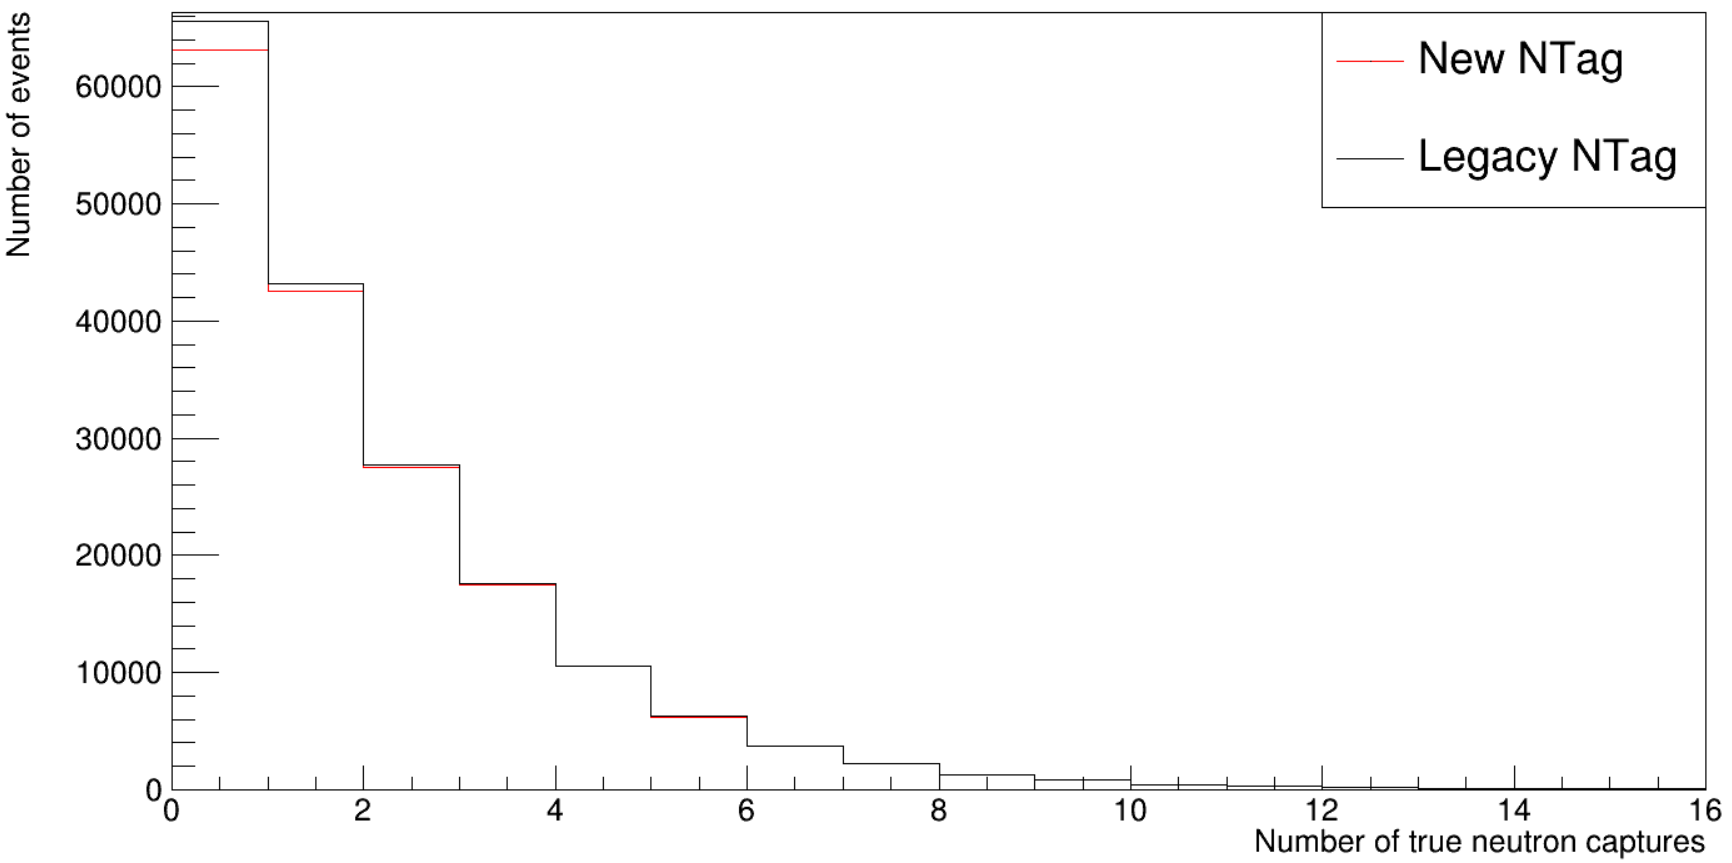 Number of events
60000
50000
40000
30000
20000
10000
0
0 2 4 6 8 10 12 14 16
Number of true neutron captures
New NTag
Legacy NTag